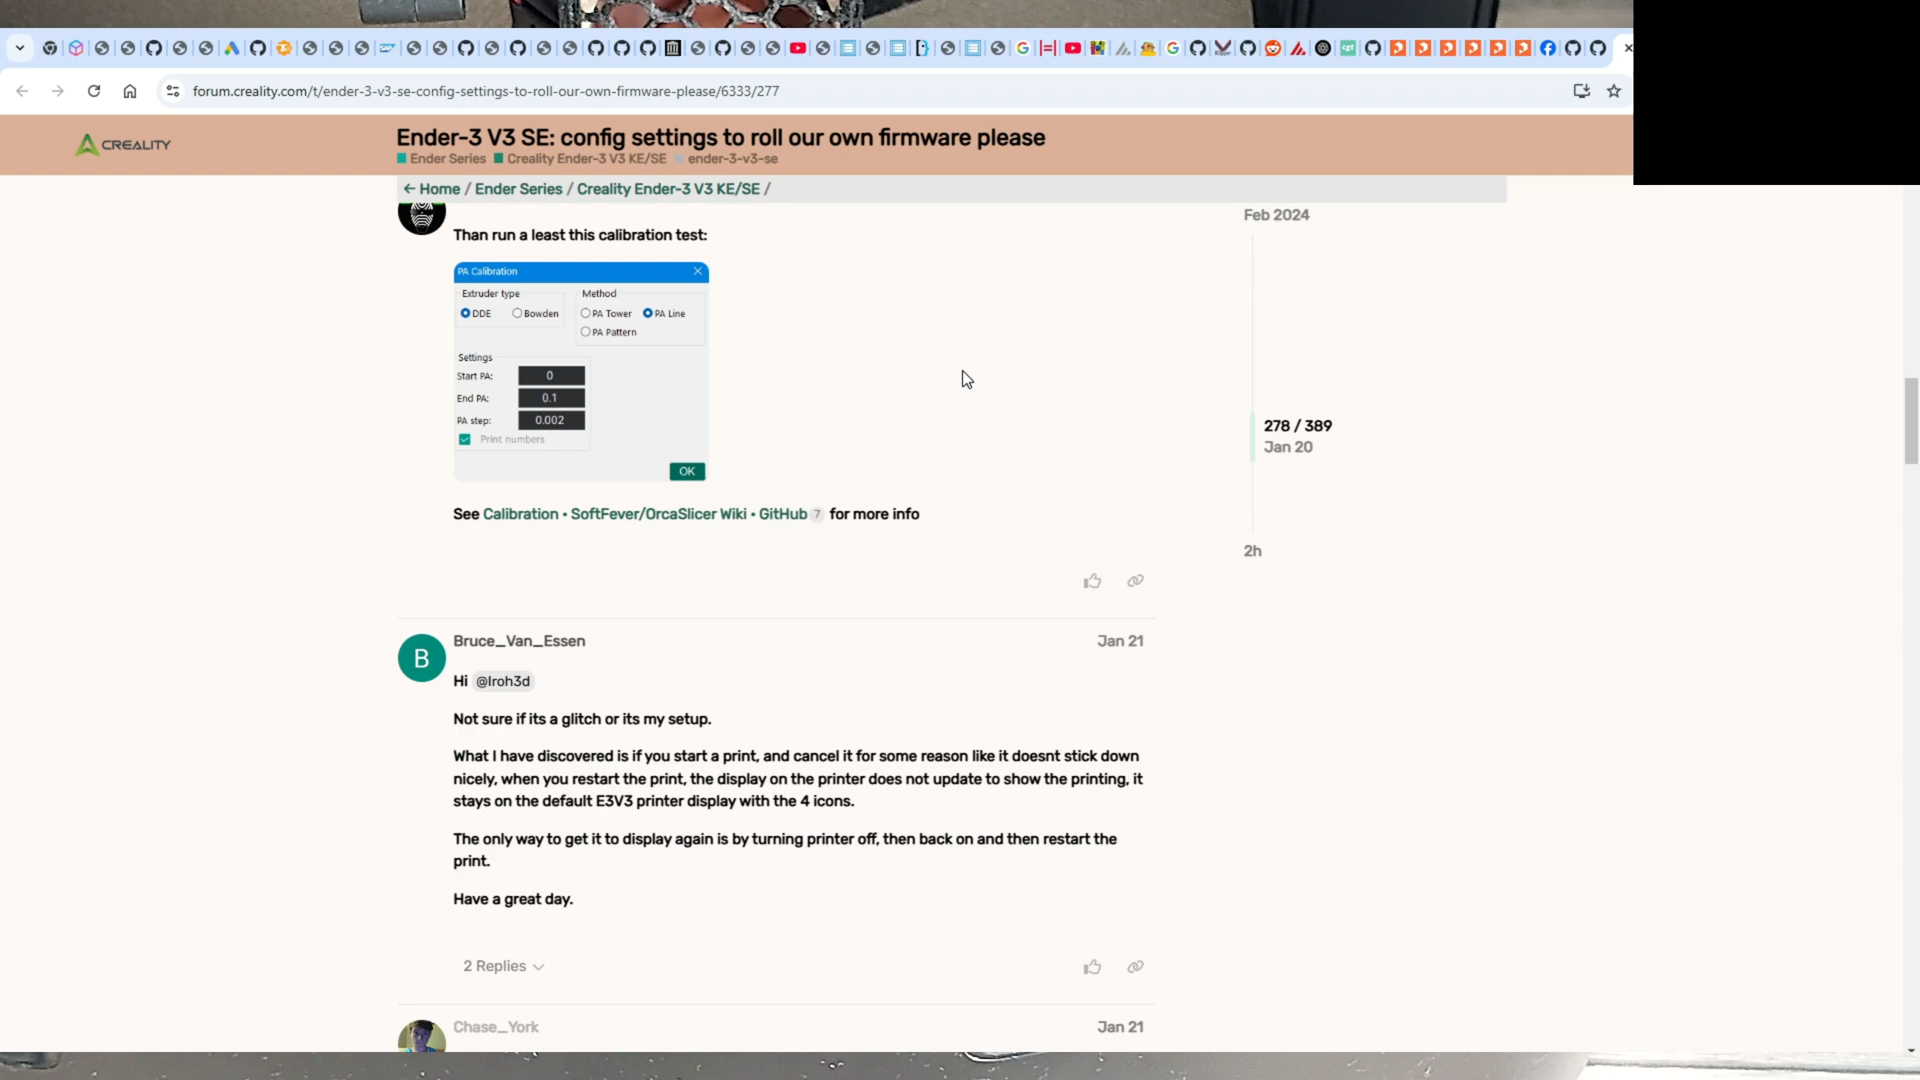 forum.creality.com/t/ender-3-v3-se-config-settings-to-roll-our-own-firmware-please/6333/277
CREALITY
Ender-3 V3 SE: config settings to roll our own firmware please
Ender Series Creality Ender-3 V3 KE/SE ender-3-v3-se
← Home / Ender Series / Creality Ender-3 V3 KE/SE /
Than run a least this calibration test:
PA Calibration
Extruder type
Method
DDE Bowden
PA Tower PA Line
PA Pattern
Settings
Start PA: 0
End PA: 0.1
PA step: 0.002
Print numbers
OK
See Calibration • SoftFever/OrcaSlicer Wiki • GitHub 7 for more info
Feb 2024
278 / 389
Jan 20
2h
B
Bruce_Van_Essen
Jan 21
Hi @Iroh3d
Not sure if its a glitch or its my setup.
What I have discovered is if you start a print, and cancel it for some reason like it doesnt stick down
nicely, when you restart the print, the display on the printer does not update to show the printing, it
stays on the default E3V3 printer display with the 4 icons.
The only way to get it to display again is by turning printer off, then back on and then restart the
print.
Have a great day.
2 Replies
Chase_York
Jan 21